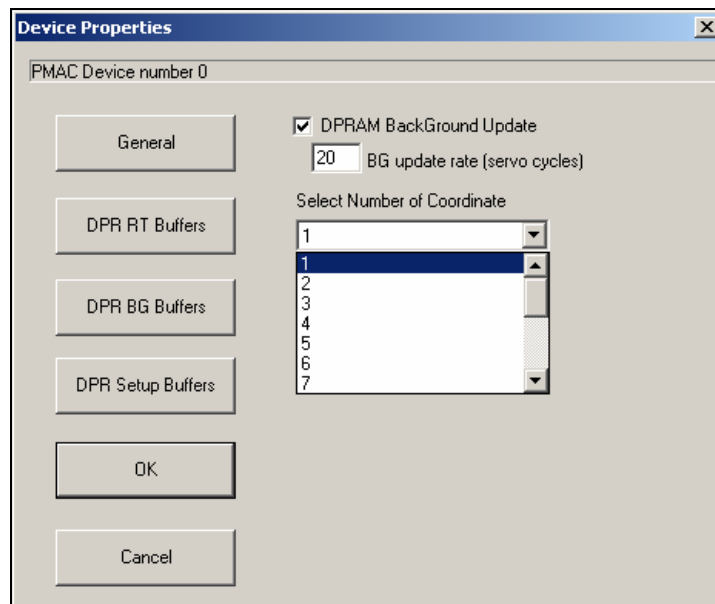 Device Properties
PMAC Device number 0
General
DPR RT Buffers
DPR BG Buffers
DPR Setup Buffers
OK
Cancel
DPRAM BackGround Update
20 BG update rate (servo cycles)
Select Number of Coordinate
1
1
2
3
4
5
6
7